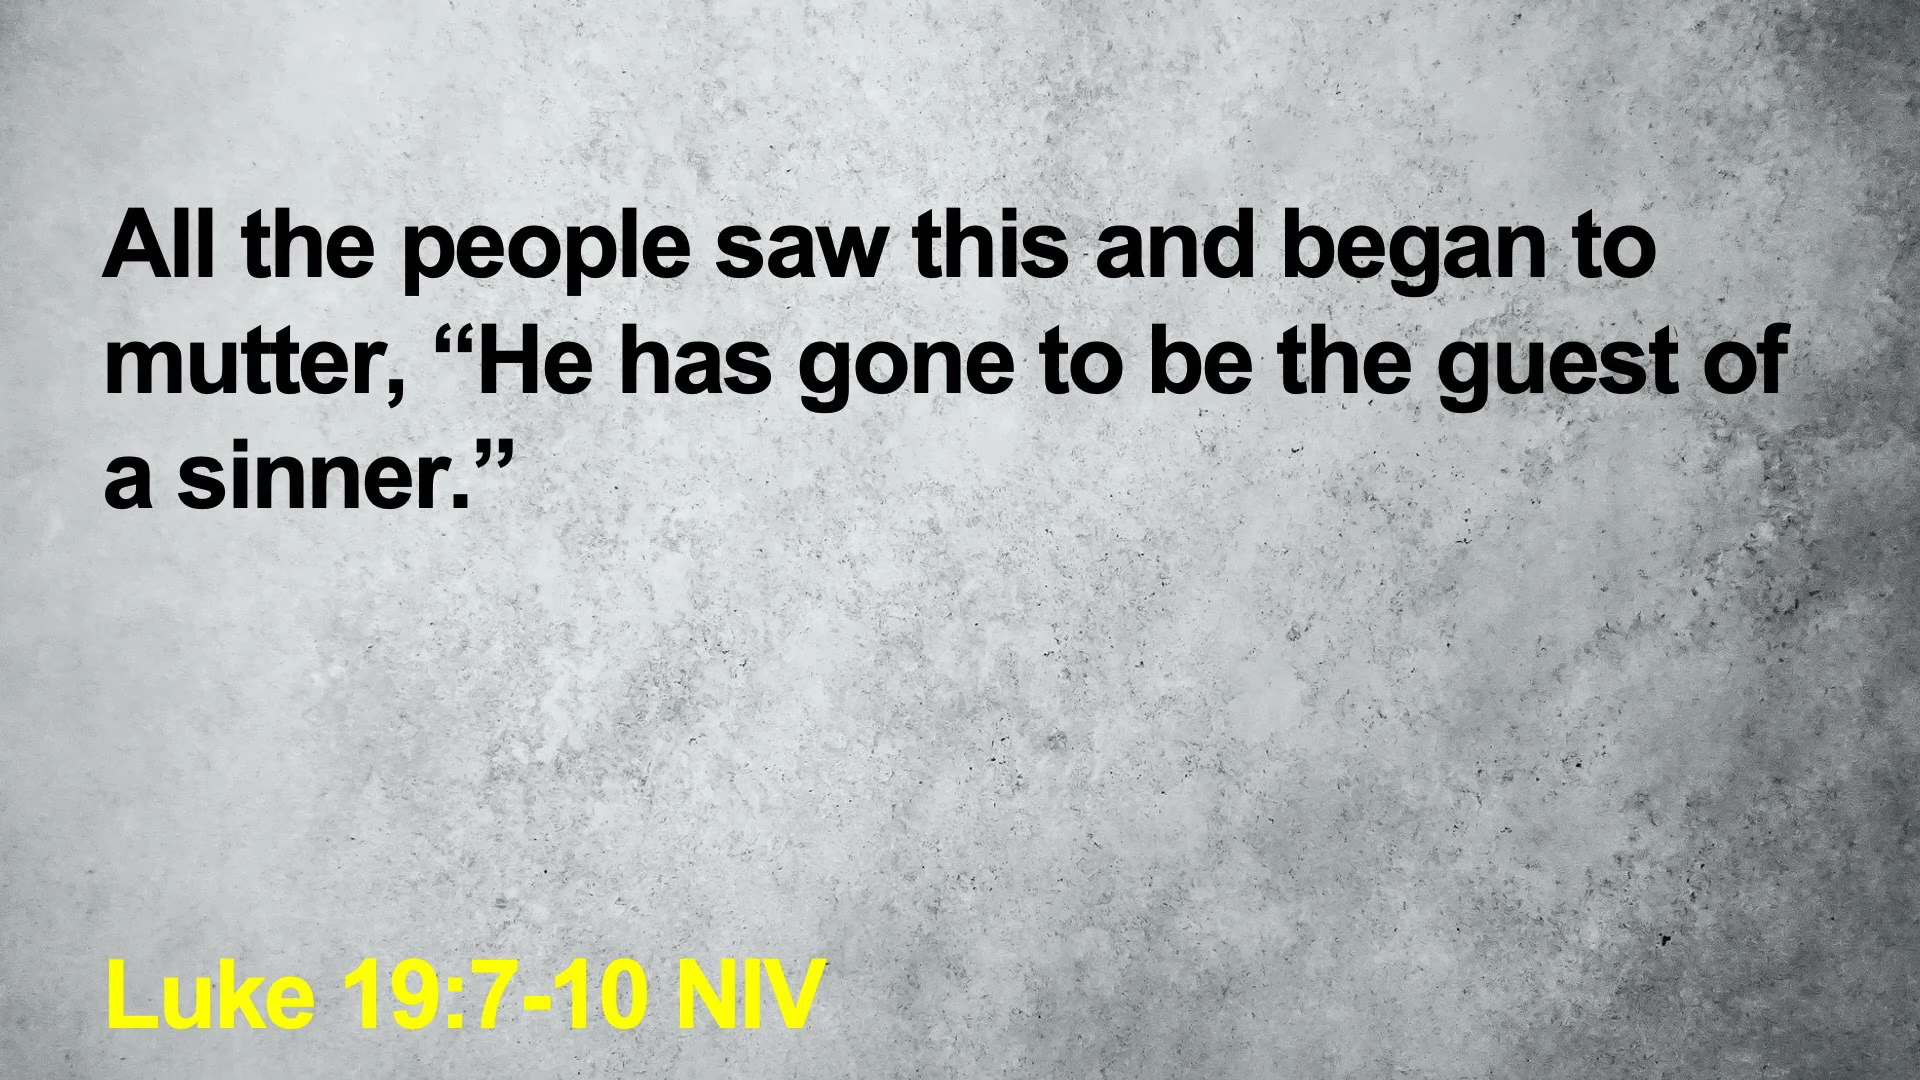 All the people saw this and began to
mutter, “He has gone to be the guest of
a sinner.”
Luke 19:7-10 NIV